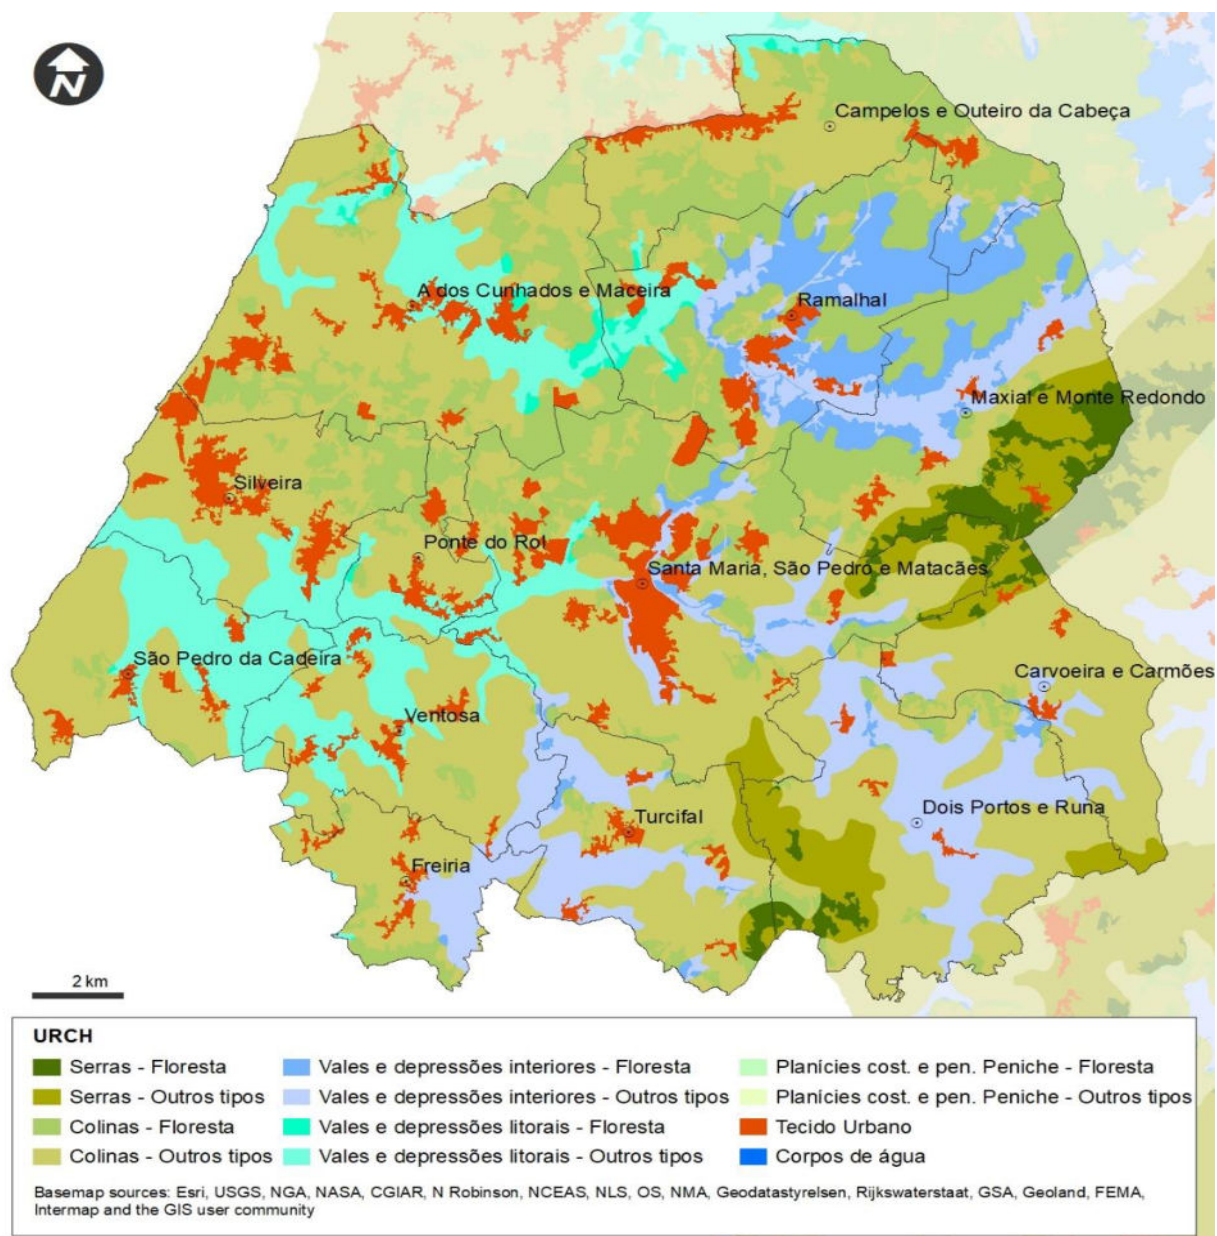 N
Campelos e Outeiro da Cabeça
A dos Cunhados e Maceira
Ramalhal
Maxial e Monte Redondo
Silveira
Ponte do Rol
Santa Maria, São Pedro e Matacães
São Pedro da Cadeira
Carvoeira e Carmões
Ventosa
Turcifal
Dois Portos e Runa
Freiria
2 km
URCH
Serras - Floresta
Serras - Outros tipos
Colinas - Floresta
Colinas - Outros tipos
Vales e depressões interiores - Floresta
Vales e depressões interiores - Outros tipos
Vales e depressões litorais - Floresta
Vales e depressões litorais - Outros tipos
Planícies cost. e pen. Peniche - Floresta
Planícies cost. e pen. Peniche - Outros tipos
Tecido Urbano
Corpos de água
Basemap sources: Esri, USGS, NGA, NASA, CGIAR, N Robinson, NCEAS, NLS, OS, NMA, Geodatastyrelsen, Rijkswaterstaat, GSA, Geoland, FEMA,
Intermap and the GIS user community